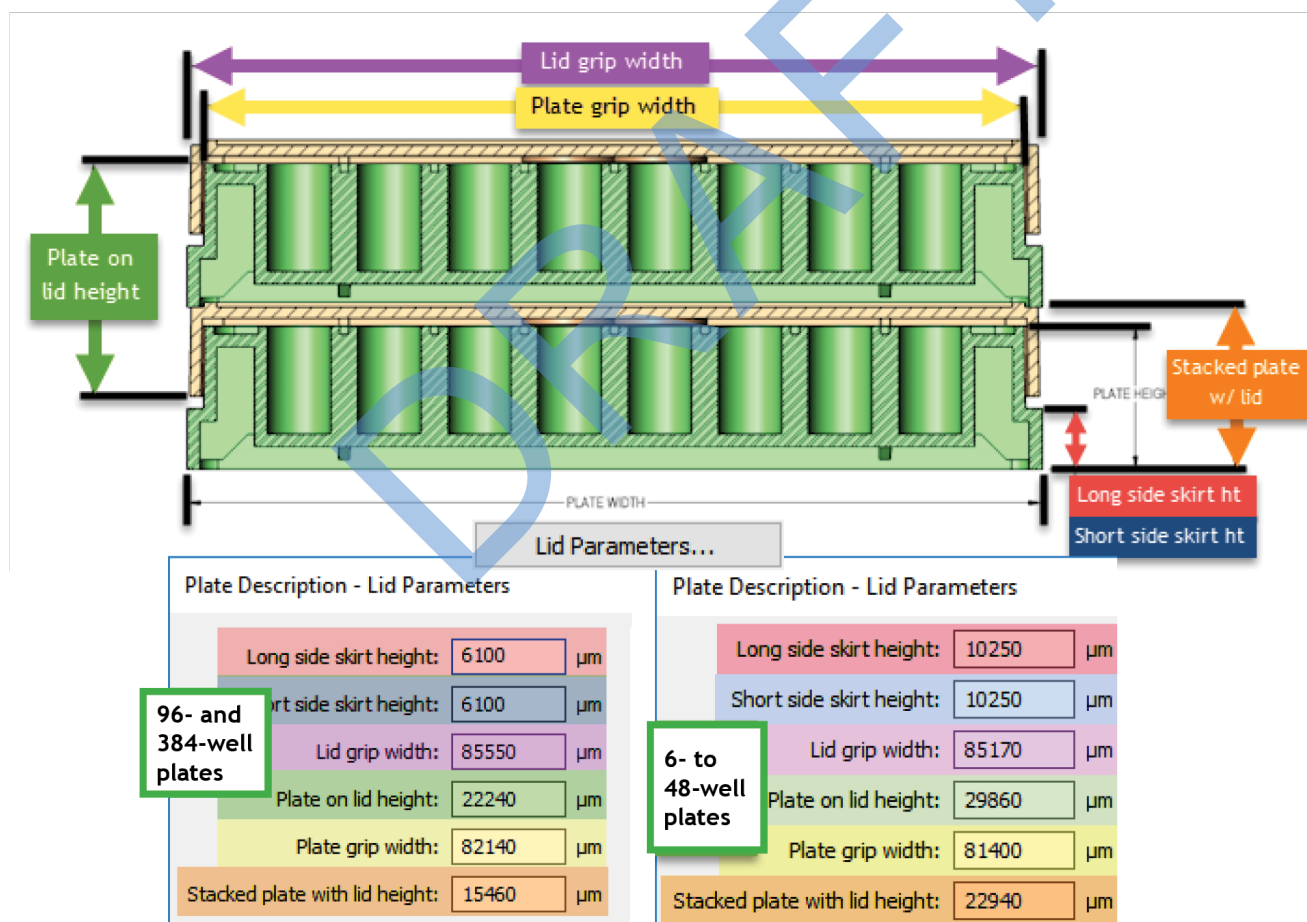 Lid grip width
Plate grip width
Plate on
lid height
Stacked plate
w/ lid
PLATE HEIGH
Long side skirt ht
Short side skirt ht
PLATE WIDTH
DRAF
Lid Parameters...
Plate Description - Lid Parameters
Long side skirt height: 6100 µm
ort side skirt height: 6100 µm
Lid grip width: 85550 µm
Plate on lid height: 22240 µm
Plate grip width: 82140 µm
Stacked plate with lid height: 15460 µm
96- and
384-well
plates
Plate Description - Lid Parameters
Long side skirt height: 10250 µm
Short side skirt height: 10250 µm
Lid grip width: 85170 µm
Plate on lid height: 29860 µm
Plate grip width: 81400 µm
Stacked plate with lid height: 22940 µm
6- to
48-well
plates